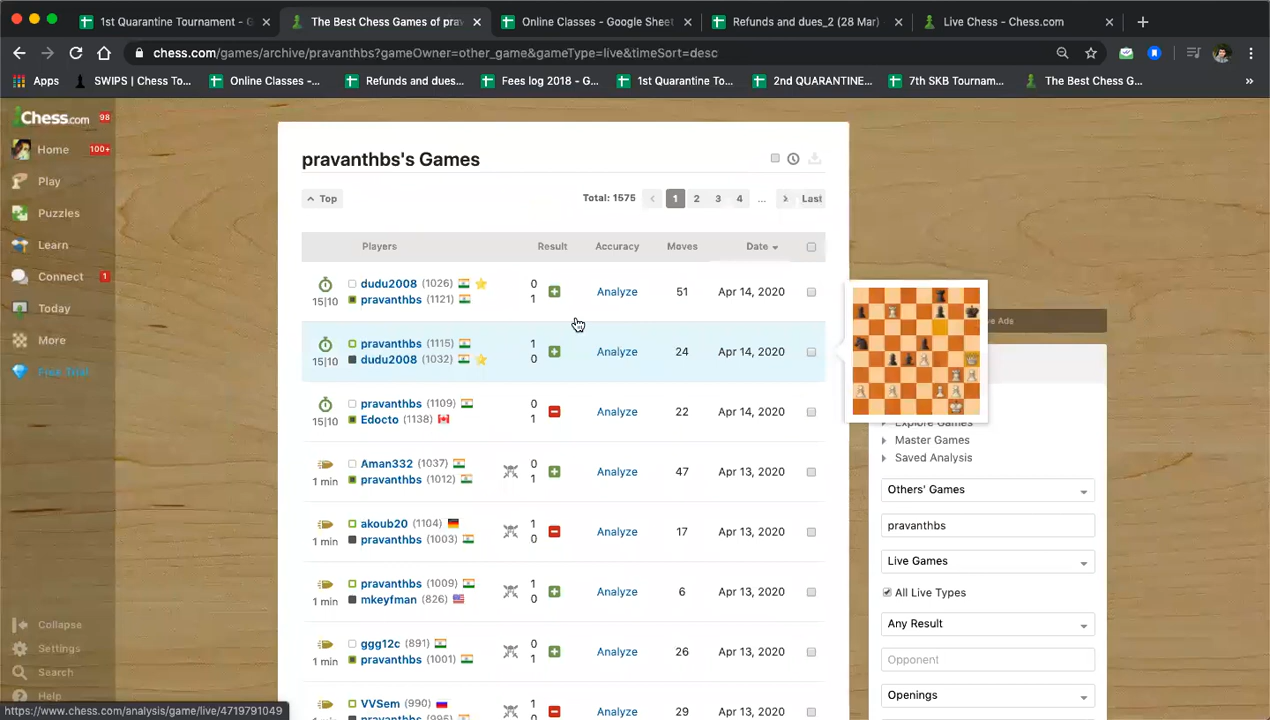 1st Quarantine Tournament - G
The Best Chess Games of prav
Online Classes - Google Sheet
Refunds and dues_2 (28 Mar)
Live Chess - Chess.com
chess.com/games/archive/pravanthbs?gameOwner=other_game&gameType=live&timeSort=desc
Apps
SWIPS | Chess To...
Online Classes -...
Refunds and dues...
Fees log 2018 - G...
1st Quarantine To...
2nd QUARANTINE...
7th SKB Tournam...
The Best Chess G...
»
Chess.com 98
Home 100+
Play
Puzzles
Learn
Connect 1
Today
More
Free Trial
Collapse
Settings
Search
Help
pravanthbs's Games
Top
Total: 1575 < 1 2 3 4 ... > Last
Players Result Accuracy Moves Date
15|10 dudu2008 (1026) 0 Analyze 51 Apr 14, 2020
pravanthbs (1121) 1
15|10 pravanthbs (1115) 1 Analyze 24 Apr 14, 2020
dudu2008 (1032) 0
15|10 pravanthbs (1109) 0 Analyze 22 Apr 14, 2020
Edocto (1138) 1
1 min Aman332 (1037) 0 Analyze 47 Apr 13, 2020
pravanthbs (1012) 1
1 min akoub20 (1104) 1 Analyze 17 Apr 13, 2020
pravanthbs (1003) 0
1 min pravanthbs (1009) 1 Analyze 6 Apr 13, 2020
mkeyfman (826) 0
1 min ggg12c (891) 0 Analyze 26 Apr 13, 2020
pravanthbs (1001) 1
VVSem (990) 1 Analyze 29 Apr 13, 2020
pravanthbs (995)
Ads
Explore Games
Master Games
Saved Analysis
Others' Games
pravanthbs
Live Games
All Live Types
Any Result
Opponent
Openings
https://www.chess.com/analysis/game/live/4719791049